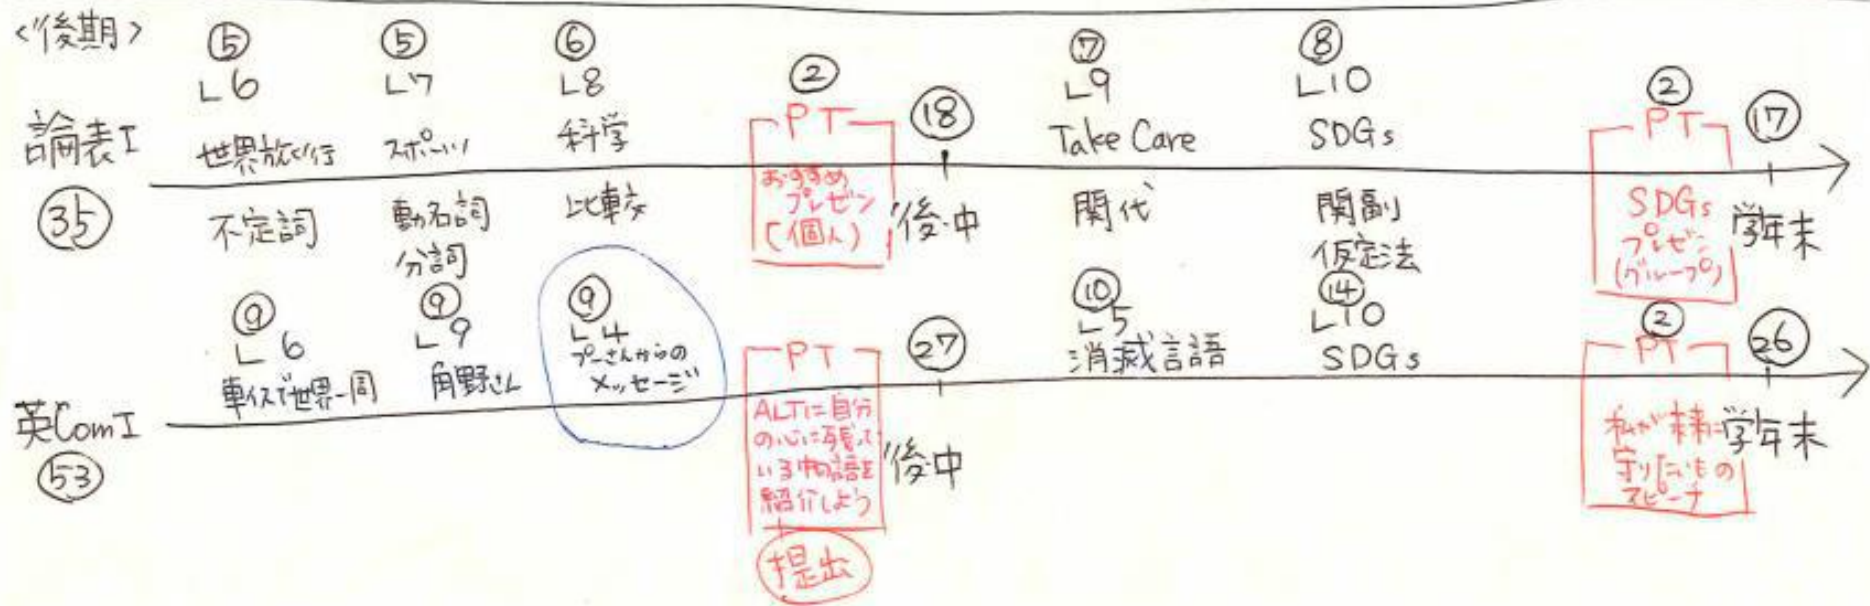 <後期>
⑤ ⑤ ⑥ ② ⑱ ⑦ ⑧ ② ⑰
L6 L7 L8 PT L9 L10 PT
論表I 世界旅行 スポーツ 科学 Take Care SDGs
㉟ 不定詞 動名詞 比較 おすすめ 後・中 関代 関副 SDGs 学年末
分詞 プレゼン 仮定法 プレゼン
(個人) (グループ)
⑨ ⑨ ⑨ ㉗ ⑩ ⑭ ② ㉖
L6 L9 L4 PT L5 L10 PT
車イスで世界一周 角野さん プーさんからの 消滅言語 SDGs
メッセージ
英ComI ALTに自分 後・中 私が未来に 学年末
53 の心に残って 守りたいもの
いる物語を スピーチ
紹介しよう
提出